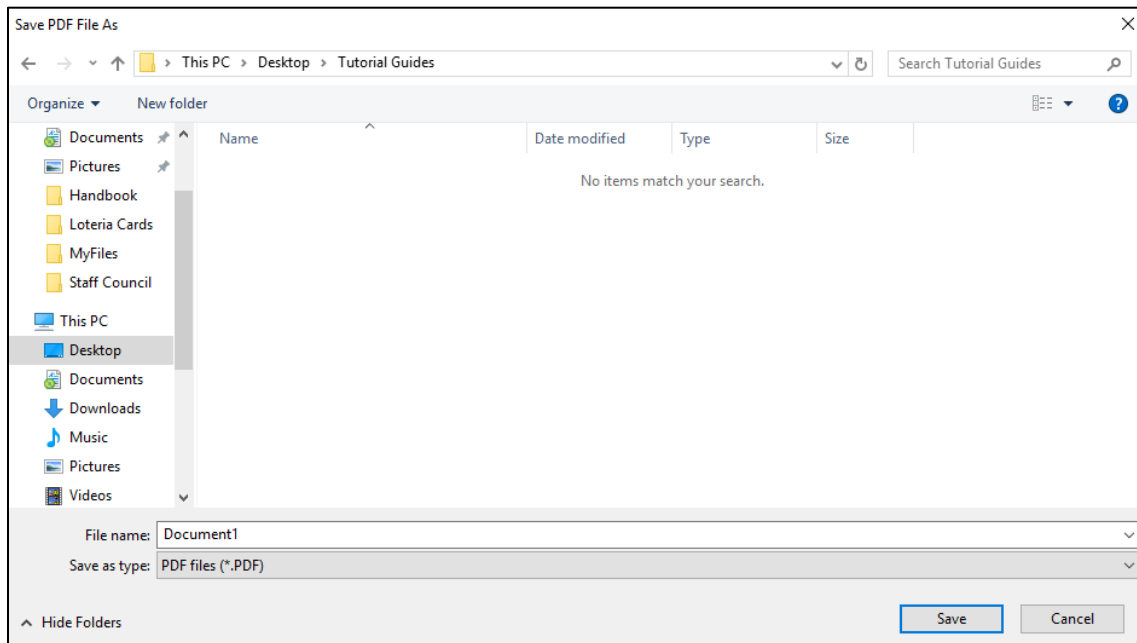 Save PDF File As
This PC > Desktop > Tutorial Guides
Search Tutorial Guides
Organize New folder
?
Name Date modified Type Size
No items match your search.
Documents
Pictures
Handbook
Loteria Cards
MyFiles
Staff Council
This PC
Desktop
Documents
Downloads
Music
Pictures
Videos
File name: Document1
Save as type: PDF files (*.PDF)
Hide Folders Save Cancel